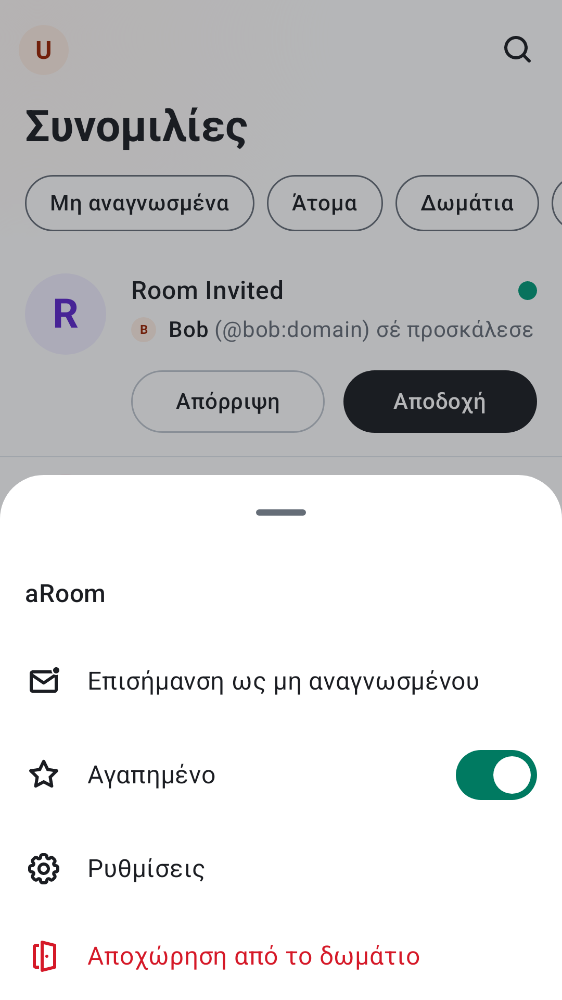 U
Συνομιλίες
Μη αναγνωσμένα
Άτομα
Δωμάτια
R
Room Invited
B
Bob (@bob:domain) σέ προσκάλεσε
Απόρριψη
Αποδοχή
aRoom
Επισήμανση ως μη αναγνωσμένου
Αγαπημένο
Ρυθμίσεις
Αποχώρηση από το δωμάτιο